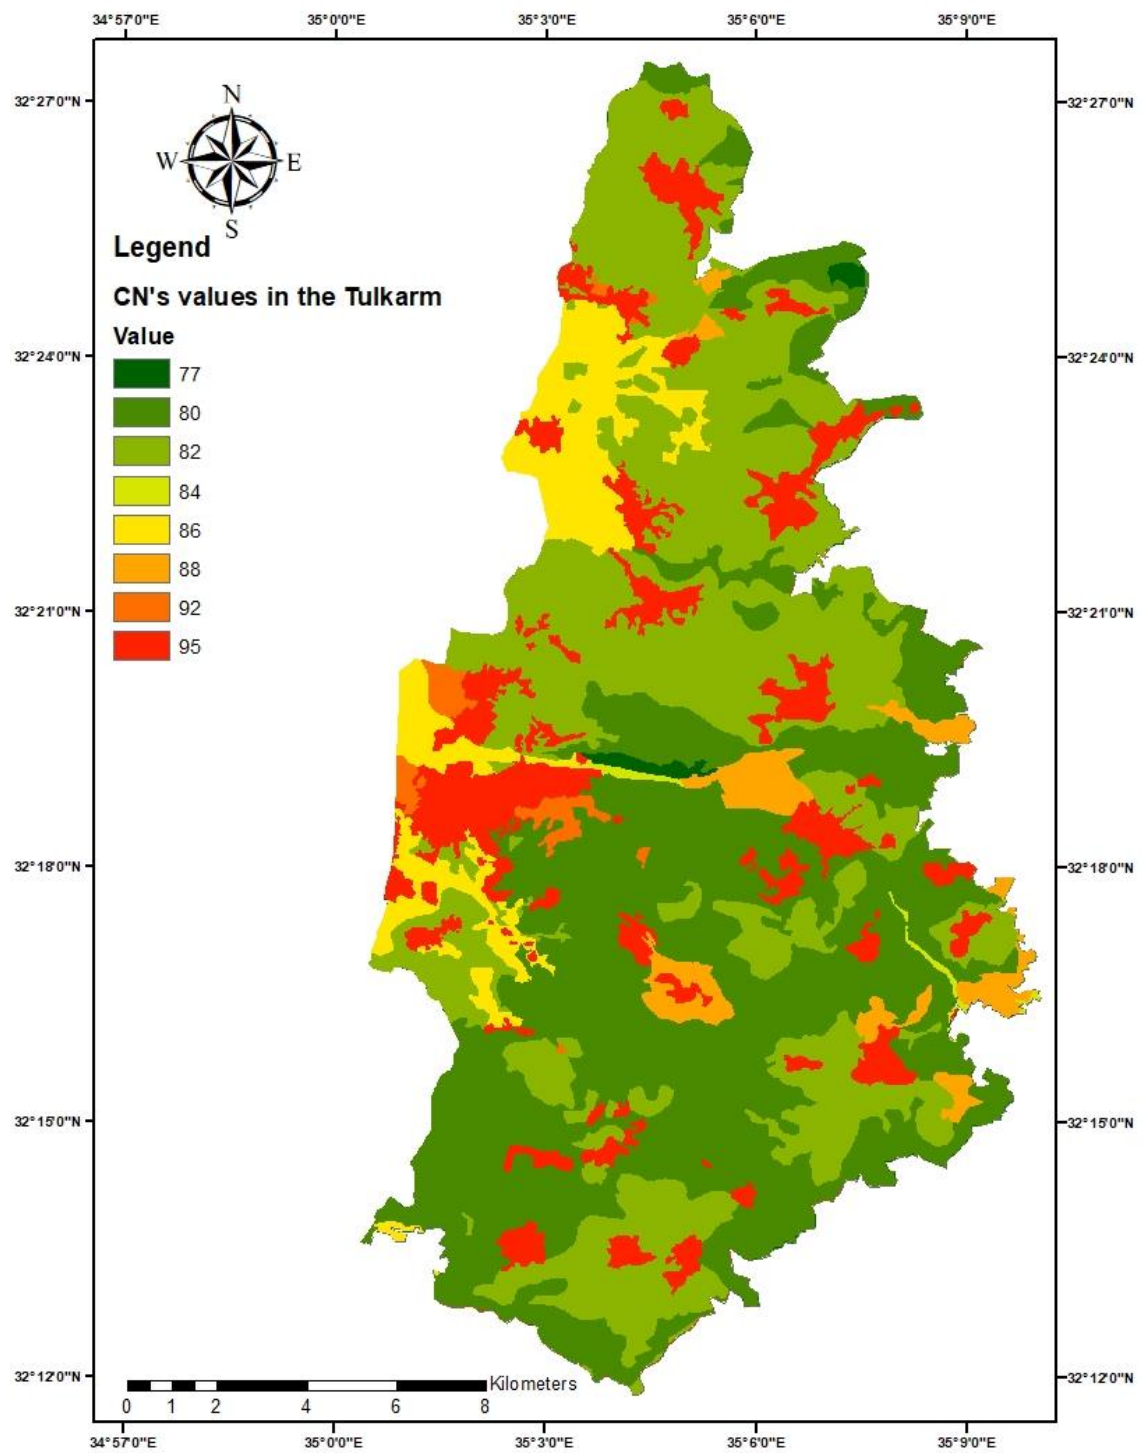 34°57'0"E 35°0'0"E 35°3'0"E 35°6'0"E 35°9'0"E
32°27'0"N 32°27'0"N
N
W E
S
Legend
CN's values in the Tulkarm
Value
77
32°24'0"N 32°24'0"N
80
82
84
86
88
92
32°21'0"N 32°21'0"N
95
32°18'0"N 32°18'0"N
32°15'0"N 32°15'0"N
32°12'0"N 32°12'0"N
Kilometers
0 1 2 4 6 8
34°57'0"E 35°0'0"E 35°3'0"E 35°6'0"E 35°9'0"E